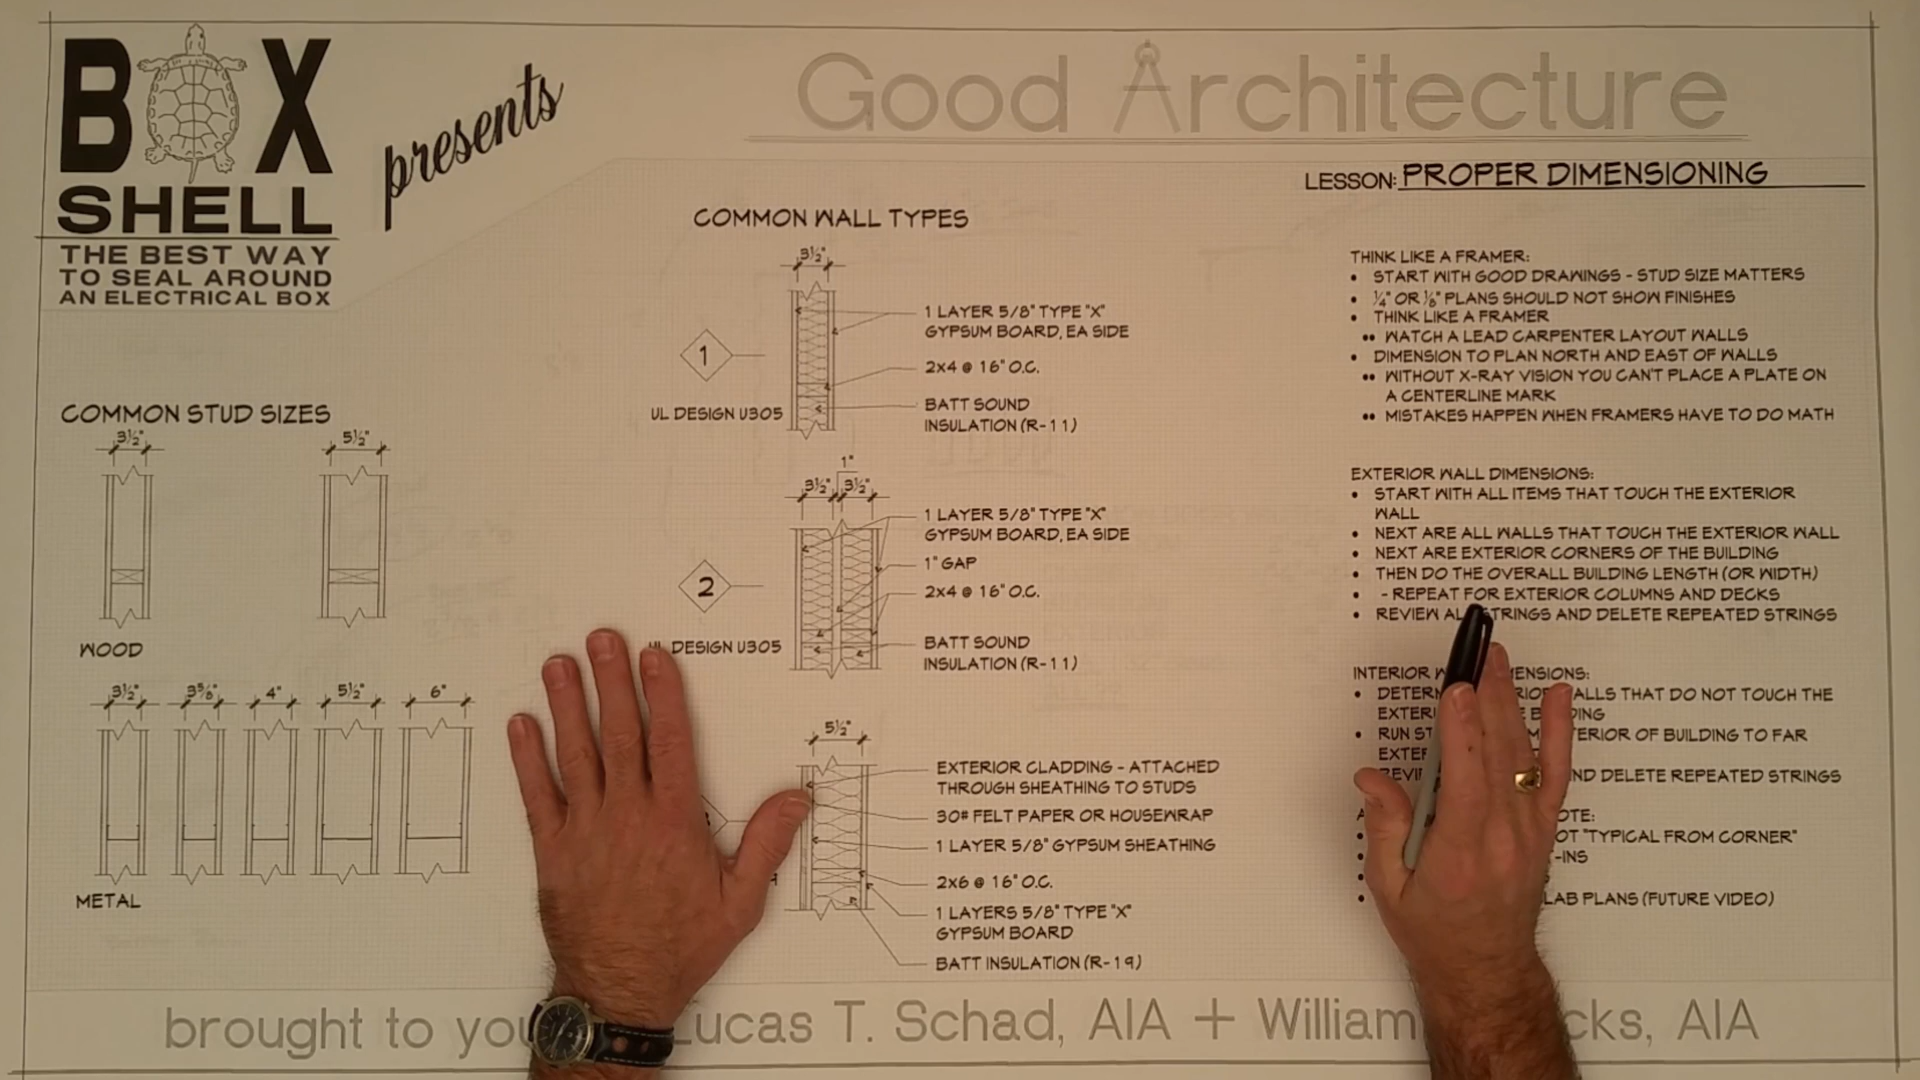 BOX
SHELL
THE BEST WAY
TO SEAL AROUND
AN ELECTRICAL BOX
presents
Good Architecture
LESSON: PROPER DIMENSIONING
COMMON STUD SIZES
3½"
5½"
WOOD
3½"
3⅝"
4"
5½"
6"
METAL
COMMON WALL TYPES
3½"
1 LAYER 5/8" TYPE "X"
GYPSUM BOARD, EA SIDE
1
2x4 @ 16" O.C.
UL DESIGN U305
BATT SOUND
INSULATION (R-11)
1"
3½"
3½"
1 LAYER 5/8" TYPE "X"
GYPSUM BOARD, EA SIDE
1" GAP
2
2x4 @ 16" O.C.
DESIGN U305
BATT SOUND
INSULATION (R-11)
5½"
EXTERIOR CLADDING - ATTACHED
THROUGH SHEATHING TO STUDS
30# FELT PAPER OR HOUSEWRAP
1 LAYER 5/8" GYPSUM SHEATHING
2x6 @ 16" O.C.
1 LAYERS 5/8" TYPE "X"
GYPSUM BOARD
BATT INSULATION (R-19)
THINK LIKE A FRAMER:
• START WITH GOOD DRAWINGS - STUD SIZE MATTERS
• ¼" OR ⅛" PLANS SHOULD NOT SHOW FINISHES
• THINK LIKE A FRAMER
•• WATCH A LEAD CARPENTER LAYOUT WALLS
• DIMENSION TO PLAN NORTH AND EAST OF WALLS
•• WITHOUT X-RAY VISION YOU CAN'T PLACE A PLATE ON
A CENTERLINE MARK
•• MISTAKES HAPPEN WHEN FRAMERS HAVE TO DO MATH
EXTERIOR WALL DIMENSIONS:
• START WITH ALL ITEMS THAT TOUCH THE EXTERIOR
WALL
• NEXT ARE ALL WALLS THAT TOUCH THE EXTERIOR WALL
• NEXT ARE EXTERIOR CORNERS OF THE BUILDING
• THEN DO THE OVERALL BUILDING LENGTH (OR WIDTH)
• - REPEAT FOR EXTERIOR COLUMNS AND DECKS
• REVIEW ALL STRINGS AND DELETE REPEATED STRINGS
INTERIOR
• THAT DO NOT TOUCH THE
• RUN OF BUILDING TO FAR
AND DELETE REPEATED STRINGS
"TYPICAL FROM CORNER"
• PLANS (FUTURE VIDEO)
brought to Lucas T. Schad, AIA + William AIA